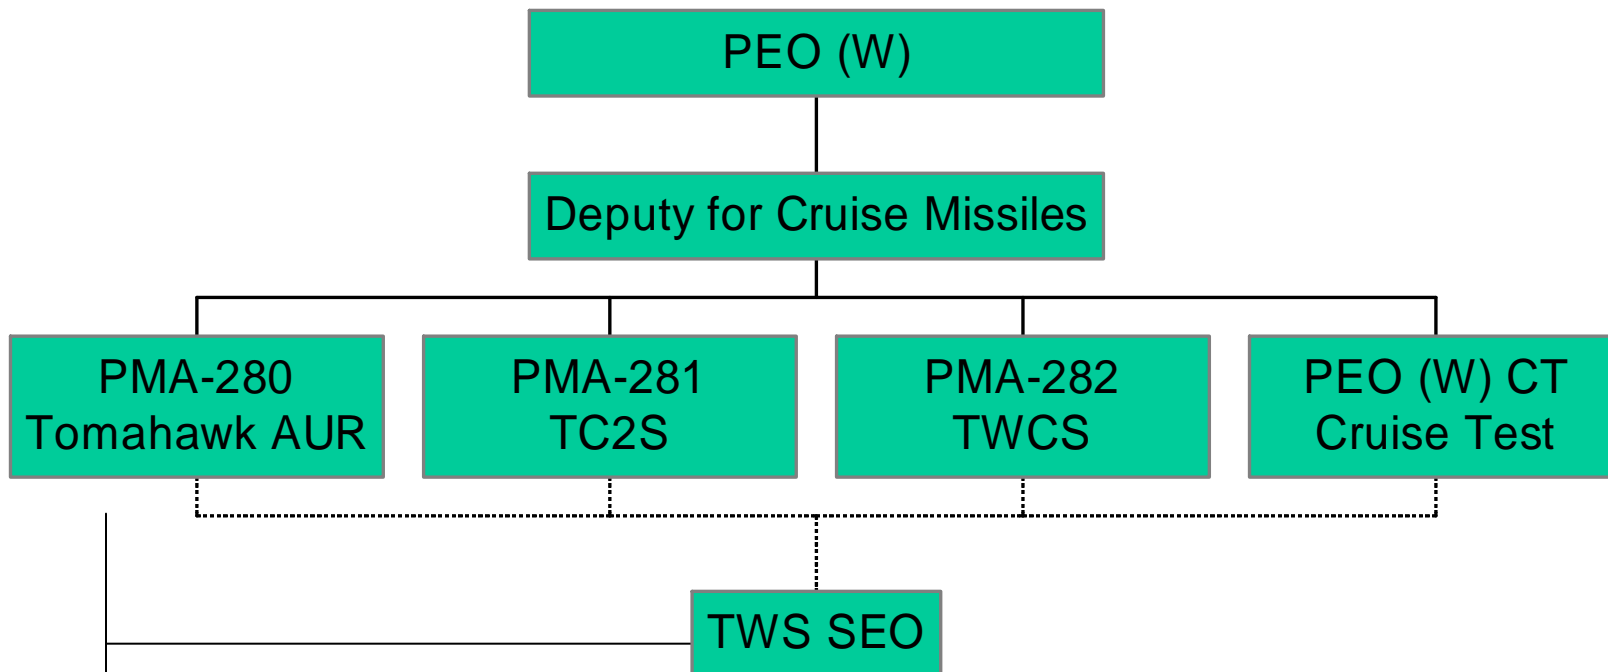 PEO (W)
Deputy for Cruise Missiles
PMA-280
Tomahawk AUR
PMA-281
TC2S
PMA-282
TWCS
PEO (W) CT
Cruise Test
TWS SEO